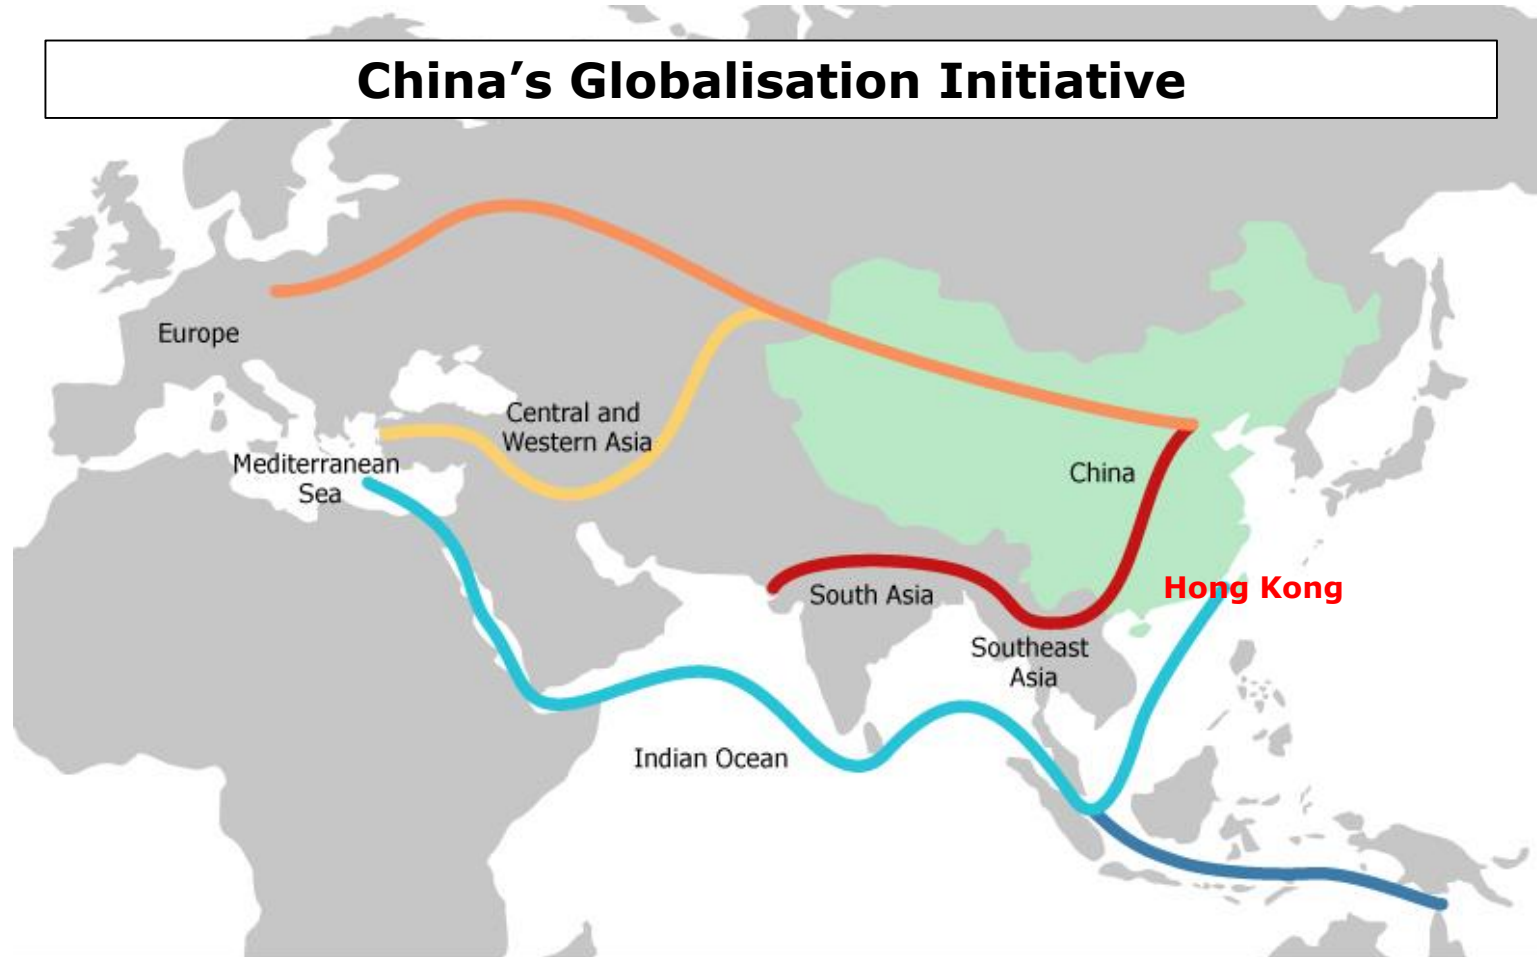 China’s Globalisation Initiative
Europe
Central and
Western Asia
Mediterranean
Sea
China
South Asia
Hong Kong
Southeast
Asia
Indian Ocean